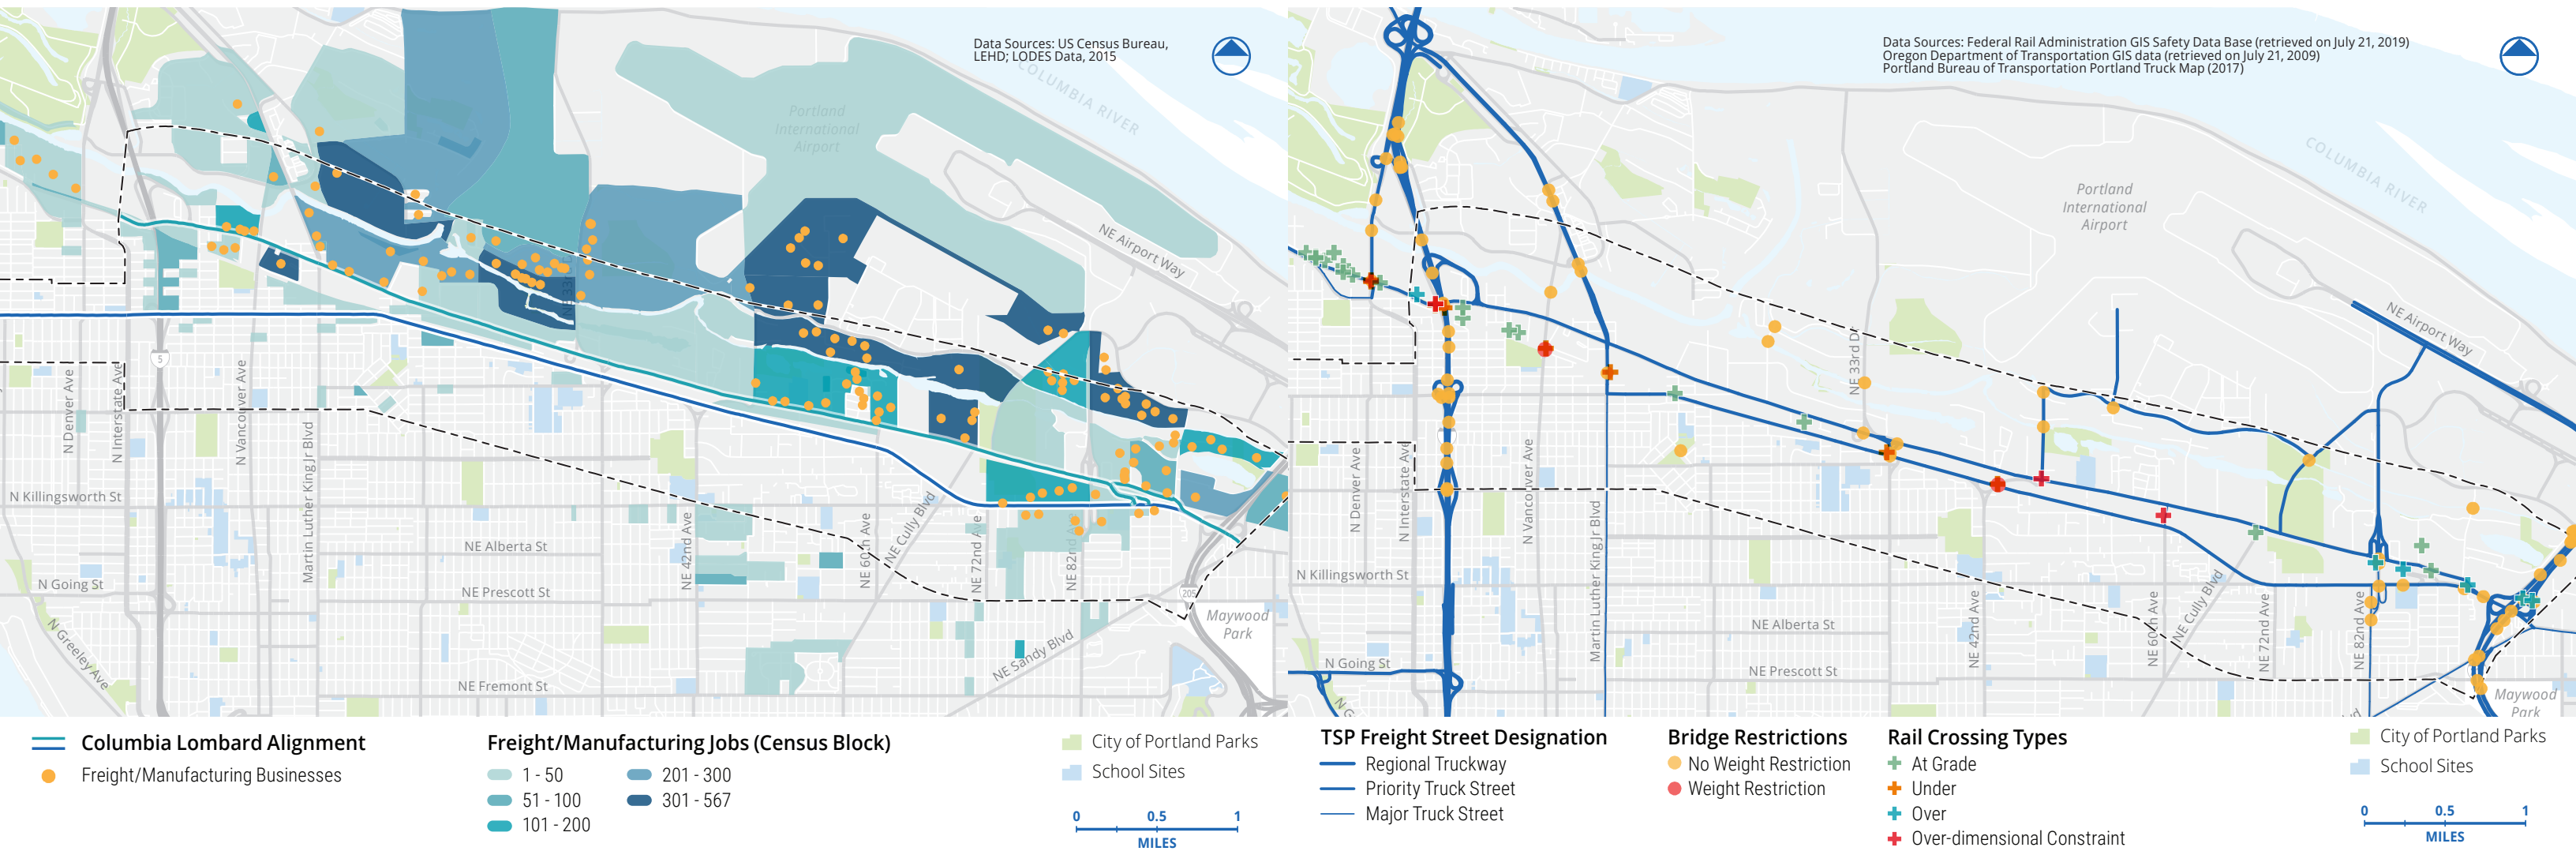 Data Sources: US Census Bureau,
LEHD; LODES Data, 2015
COLUMBIA RIVER
Portland
International
Airport
NE Airport Way
NE 33rd D
5
N Denver Ave
N Interstate Ave
N Vancouver Ave
Martin Luther King Jr Blvd
N Killingsworth St
NE 42nd Ave
NE 60th Ave
NE Cully Blvd
NE 72nd Ave
NE 82nd Ave
NE Alberta St
N Going St
NE Prescott St
205
Maywood
Park
N Greeley Ave
NE Sandy Blvd
NE Fremont St
Columbia Lombard Alignment
Freight/Manufacturing Businesses
Freight/Manufacturing Jobs (Census Block)
1 - 50
51 - 100
101 - 200
201 - 300
301 - 567
City of Portland Parks
School Sites
0 0.5 1
MILES
Data Sources: Federal Rail Administration GIS Safety Data Base (retrieved on July 21, 2019)
Oregon Department of Transportation GIS data (retrieved on July 21, 2009)
Portland Bureau of Transportation Portland Truck Map (2017)
COLUMBIA RIVER
Portland
International
Airport
NE Airport Way
NE 33rd Dr
N Denver Ave
N Interstate Ave
N Vancouver Ave
Martin Luther King Jr Blvd
N Killingsworth St
NE 42nd Ave
NE 60th Ave
NE Cully Blvd
NE 72nd Ave
NE 82nd Ave
NE Alberta St
N Going St
NE Prescott St
Maywood
Park
N G
vd
TSP Freight Street Designation
Regional Truckway
Priority Truck Street
Major Truck Street
Bridge Restrictions
No Weight Restriction
Weight Restriction
Rail Crossing Types
At Grade
Under
Over
Over-dimensional Constraint
City of Portland Parks
School Sites
0 0.5 1
MILES